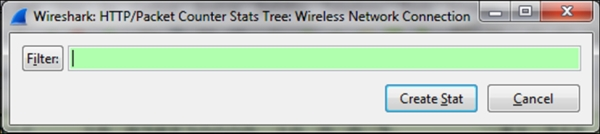 Wireshark: HTTP/Packet Counter Stats Tree: Wireless Network Connection
Filter:
Create Stat Cancel